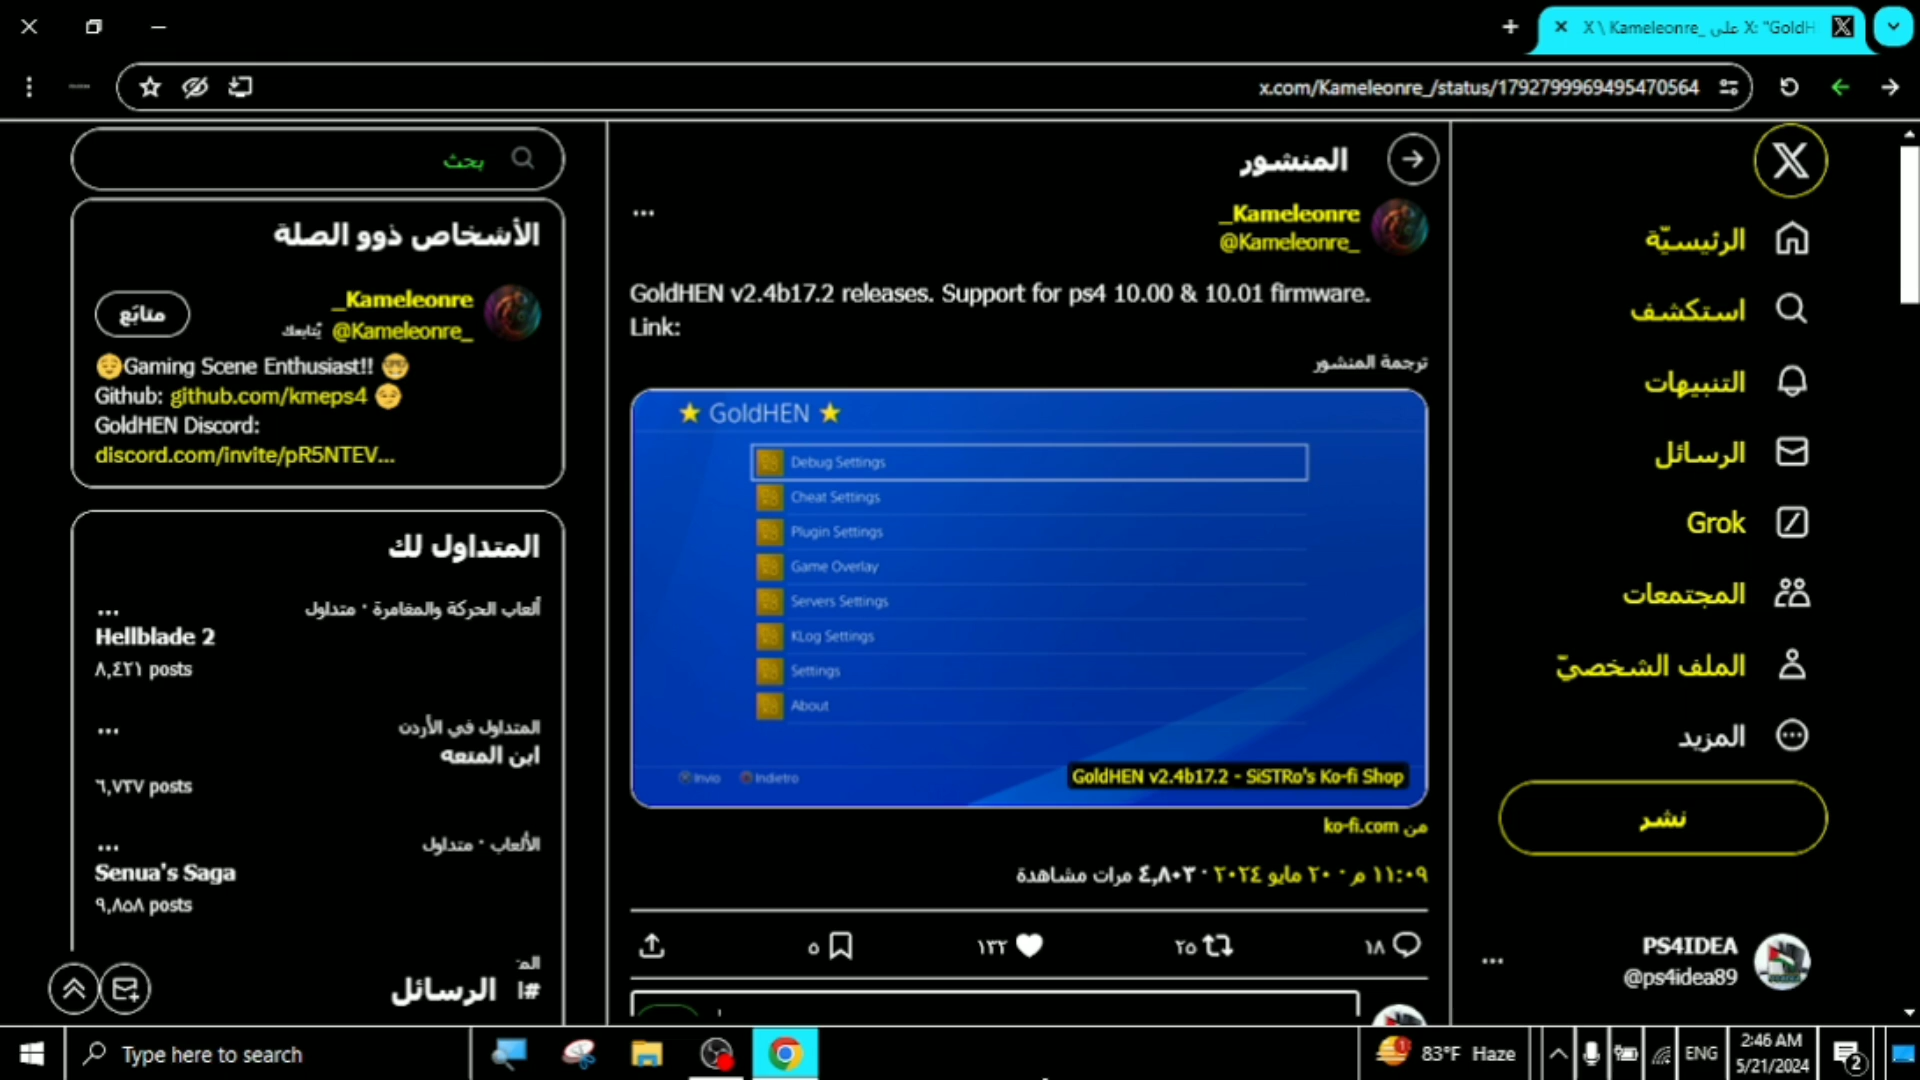 X \ Kameleonre_ على X: "GoldH
x.com/Kameleonre_/status/1792799969495470564
المنشور
_Kameleonre
@Kameleonre_
GoldHEN v2.4b17.2 releases. Support for ps4 10.00 & 10.01 firmware.
Link:
ترجمة المنشور
GoldHEN
Debug Settings
Cheat Settings
Plugin Settings
Game Overlay
Servers Settings
KLog Settings
Settings
About
Invio
Indietro
GoldHEN v2.4b17.2 - SiSTRo's Ko-fi Shop
من ko-fi.com
١١:٠٩ م · ٢٠ مايو ٢٠٢٤ · ٤,٨٠٣ مرات مشاهدة
١٨
٢٥
١٣٢
٥
الرئيسيّة
استكشف
التنبيهات
الرسائل
Grok
المجتمعات
الملف الشخصيّ
المزيد
نشر
PS4IDEA
@ps4idea89
بحث
الأشخاص ذوو الصلة
_Kameleonre
@Kameleonre_ يُتابعك
متابَع
Gaming Scene Enthusiast!!
Github: github.com/kmeps4
GoldHEN Discord:
discord.com/invite/pR5NTEV...
المتداول لك
ألعاب الحركة والمغامرة · متداول
Hellblade 2
٨,٤٢١ posts
المتداول في الأردن
ابن المتعه
٦,٧٣٧ posts
الألعاب · متداول
Senua's Saga
٩,٨٥٨ posts
الرسائل
Type here to search
1
83°F Haze
ENG
2:46 AM
5/21/2024
2